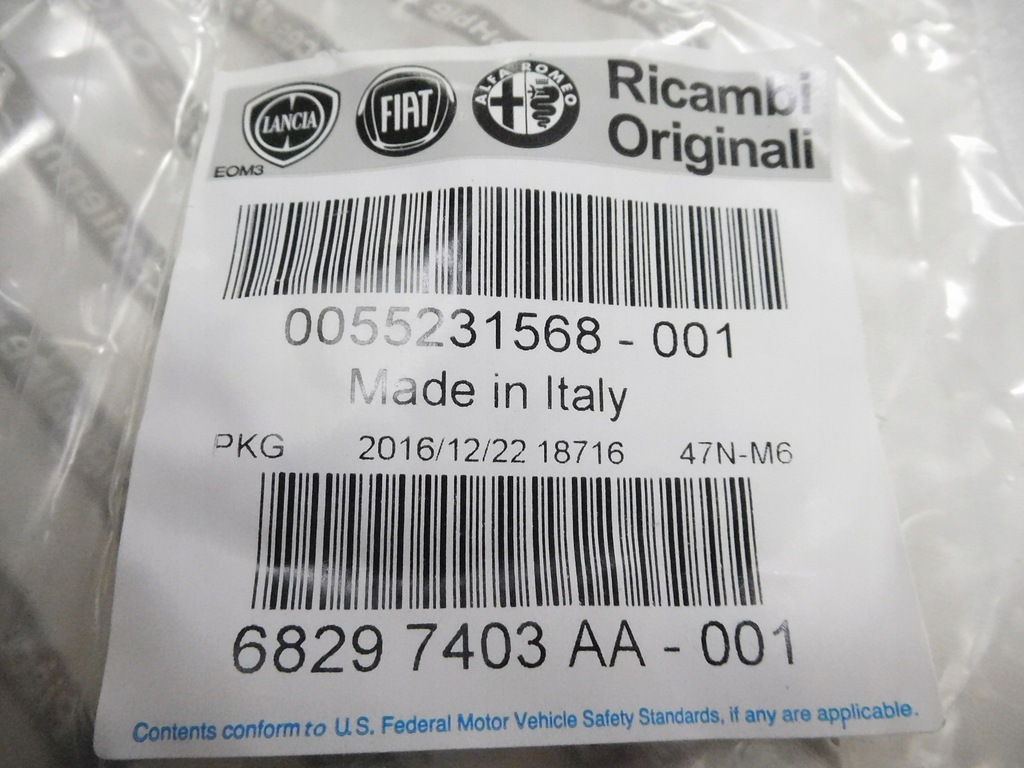 LANCIA FIAT ALFA ROMEO Ricambi
Originali
EOM3
0055231568 - 001
Made in Italy
PKG 2016/12/22 18716 47N-M6
6829 7403 AA - 001
Contents conform to U.S. Federal Motor Vehicle Safety Standards, if any are applicable.